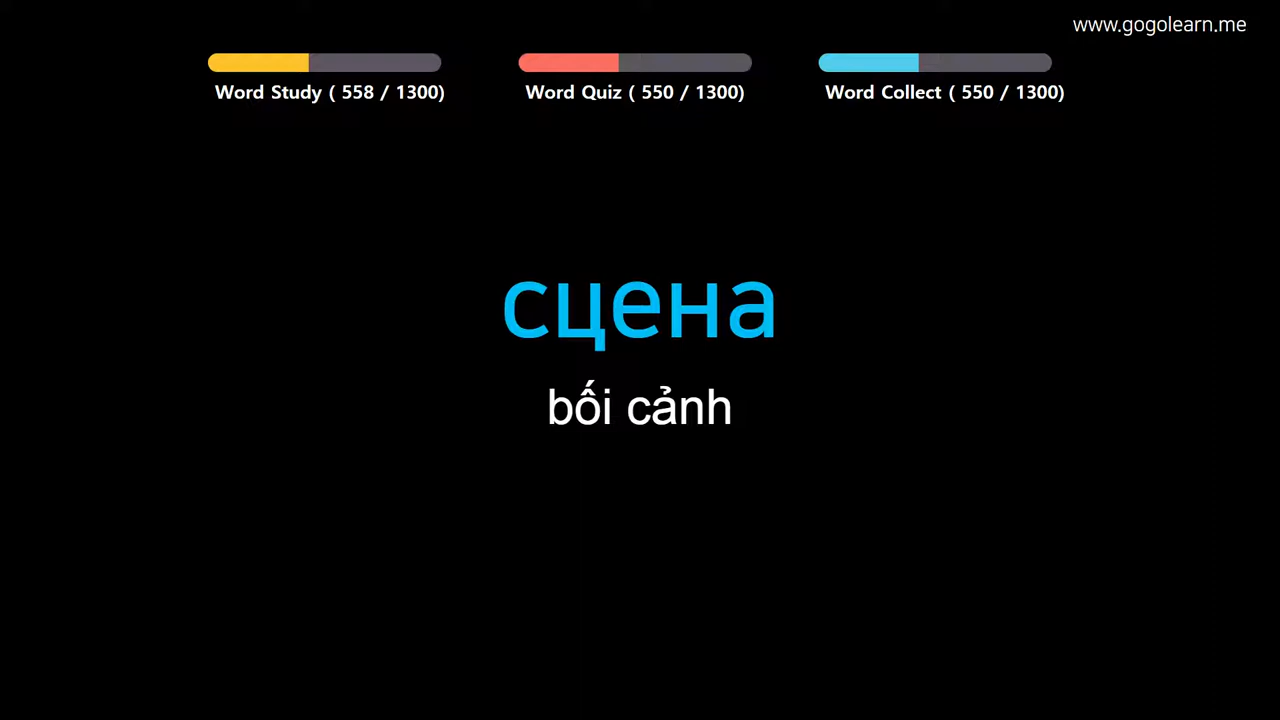 www.gogolearn.me
Word Study ( 558 / 1300)
Word Quiz ( 550 / 1300)
Word Collect ( 550 / 1300)
сцена
bối cảnh